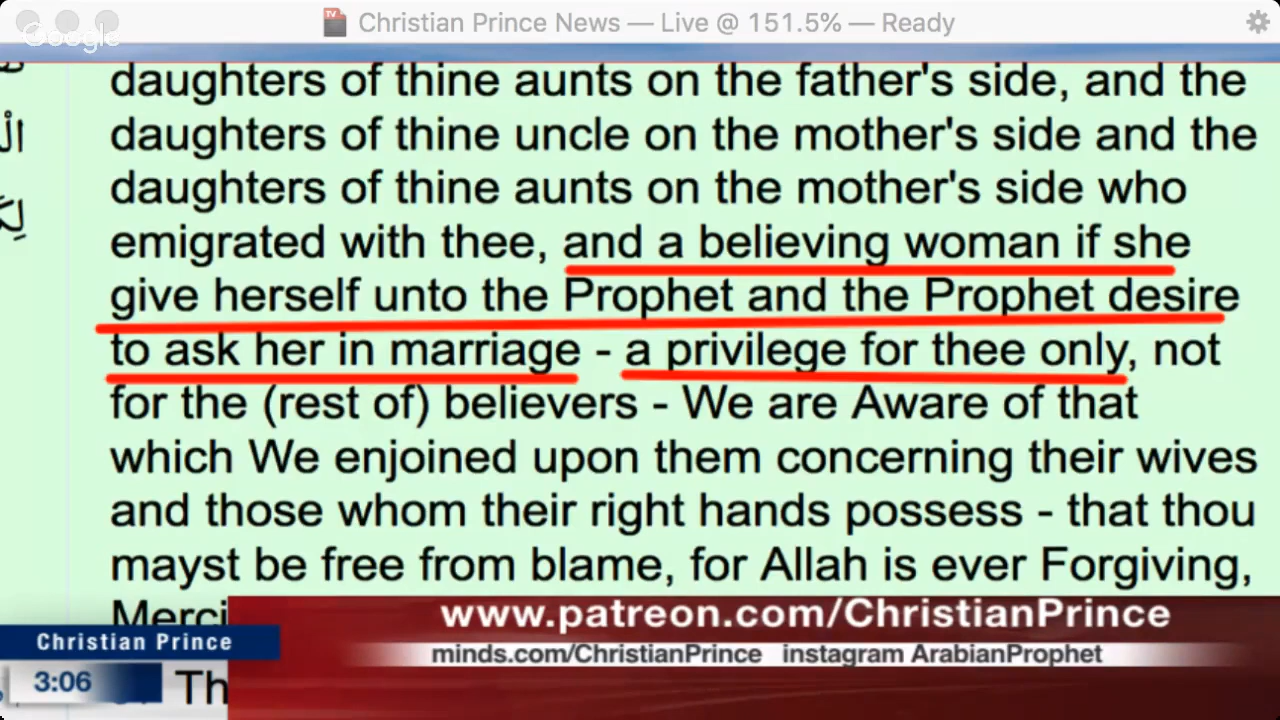 Christian Prince News — Live @ 151.5% — Ready
Google
daughters of thine aunts on the father's side, and the
daughters of thine uncle on the mother's side and the
daughters of thine aunts on the mother's side who
emigrated with thee, and a believing woman if she
give herself unto the Prophet and the Prophet desire
to ask her in marriage - a privilege for thee only, not
for the (rest of) believers - We are Aware of that
which We enjoined upon them concerning their wives
and those whom their right hands possess - that thou
mayst be free from blame, for Allah is ever Forgiving,
Merci
www.patreon.com/ChristianPrince
Christian Prince
minds.com/ChristianPrince instagram ArabianProphet
3:06
Th